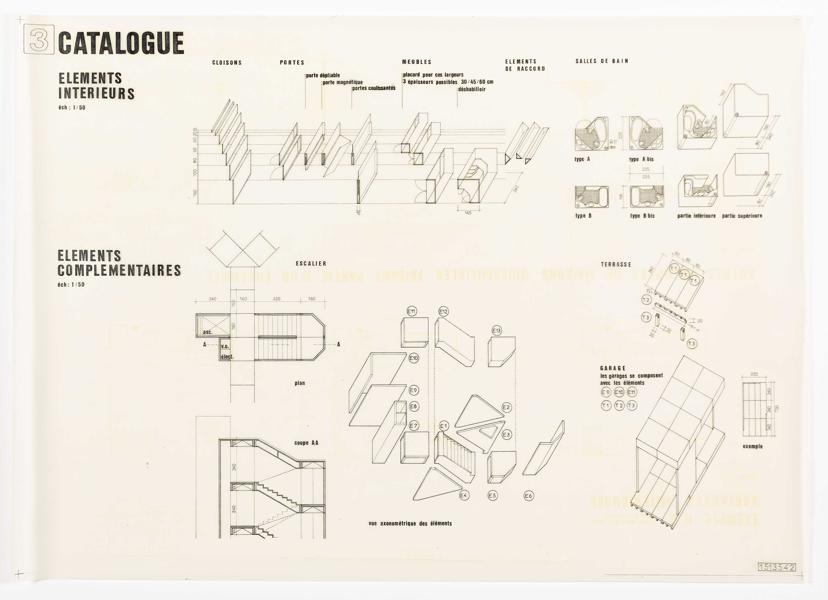 3 CATALOGUE
ELEMENTS
INTERIEURS
éch : 1/50
CLOISONS
PORTES
porte dépliable
porte magnétique
portes coulissantes
MEUBLES
placard pour ces largeurs
3 épaisseurs possibles 30/45/60 cm
déshabilloir
ELEMENTS
DE RACCORD
SALLES DE BAIN
type A
type A bis
type B
type B bis
partie inférieure
partie supérieure
ELEMENTS
COMPLEMENTAIRES
éch : 1/50
ESCALIER
240
160
320
160
asc.
v.o.
élect.
A
A
plan
coupe AA
E11
E12
E13
E10
E9
E8
E7
E1
E2
E3
E4
E5
E6
vue axonométrique des éléments
TERRASSE
T1
T2
T3
T3
GARAGE
les garages se composent
avec les éléments
E9 E10 E11
T1 T2 T3
exemple
1513542